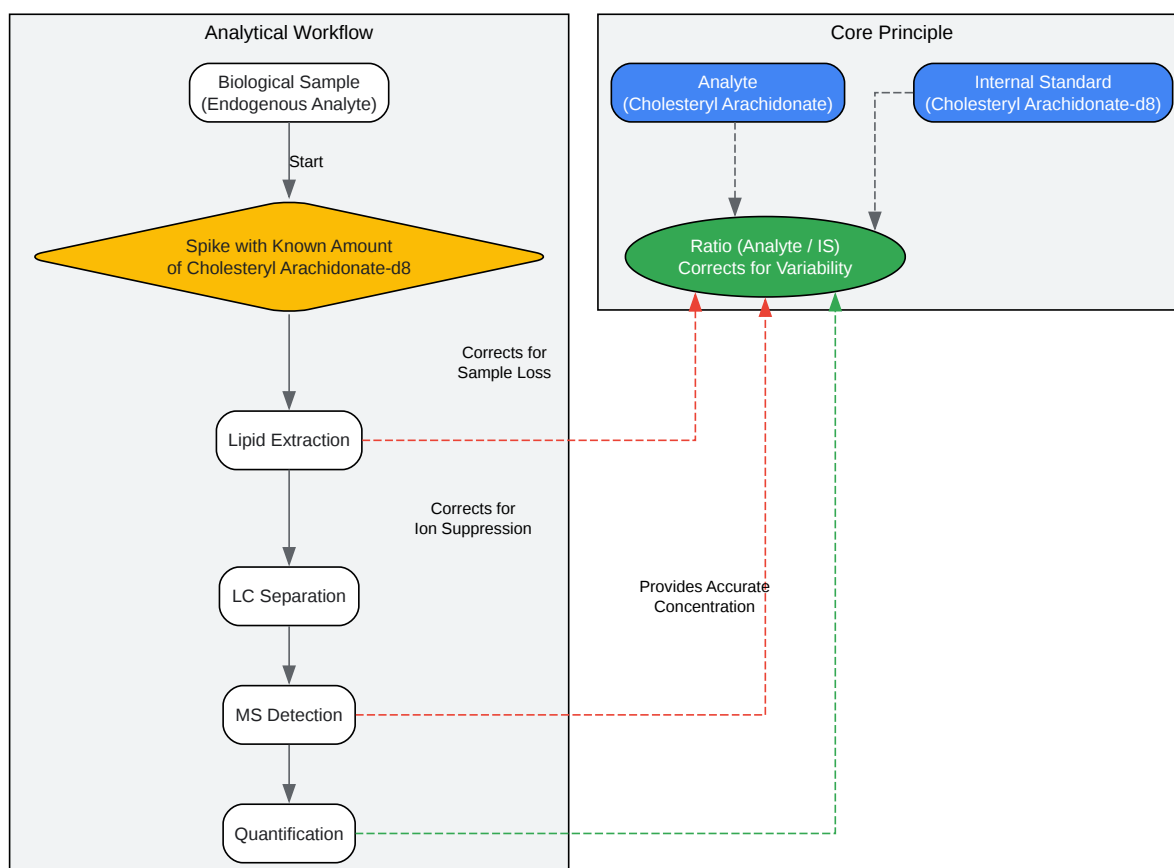 Analytical Workflow
Biological Sample
(Endogenous Analyte)
Start
Spike with Known Amount
of Cholesteryl Arachidonate-d8
Corrects for
Sample Loss
Lipid Extraction
Corrects for
Ion Suppression
LC Separation
MS Detection
Quantification
Core Principle
Analyte
(Cholesteryl Arachidonate)
Internal Standard
(Cholesteryl Arachidonate-d8)
Ratio (Analyte / IS)
Corrects for Variability
Provides Accurate
Concentration